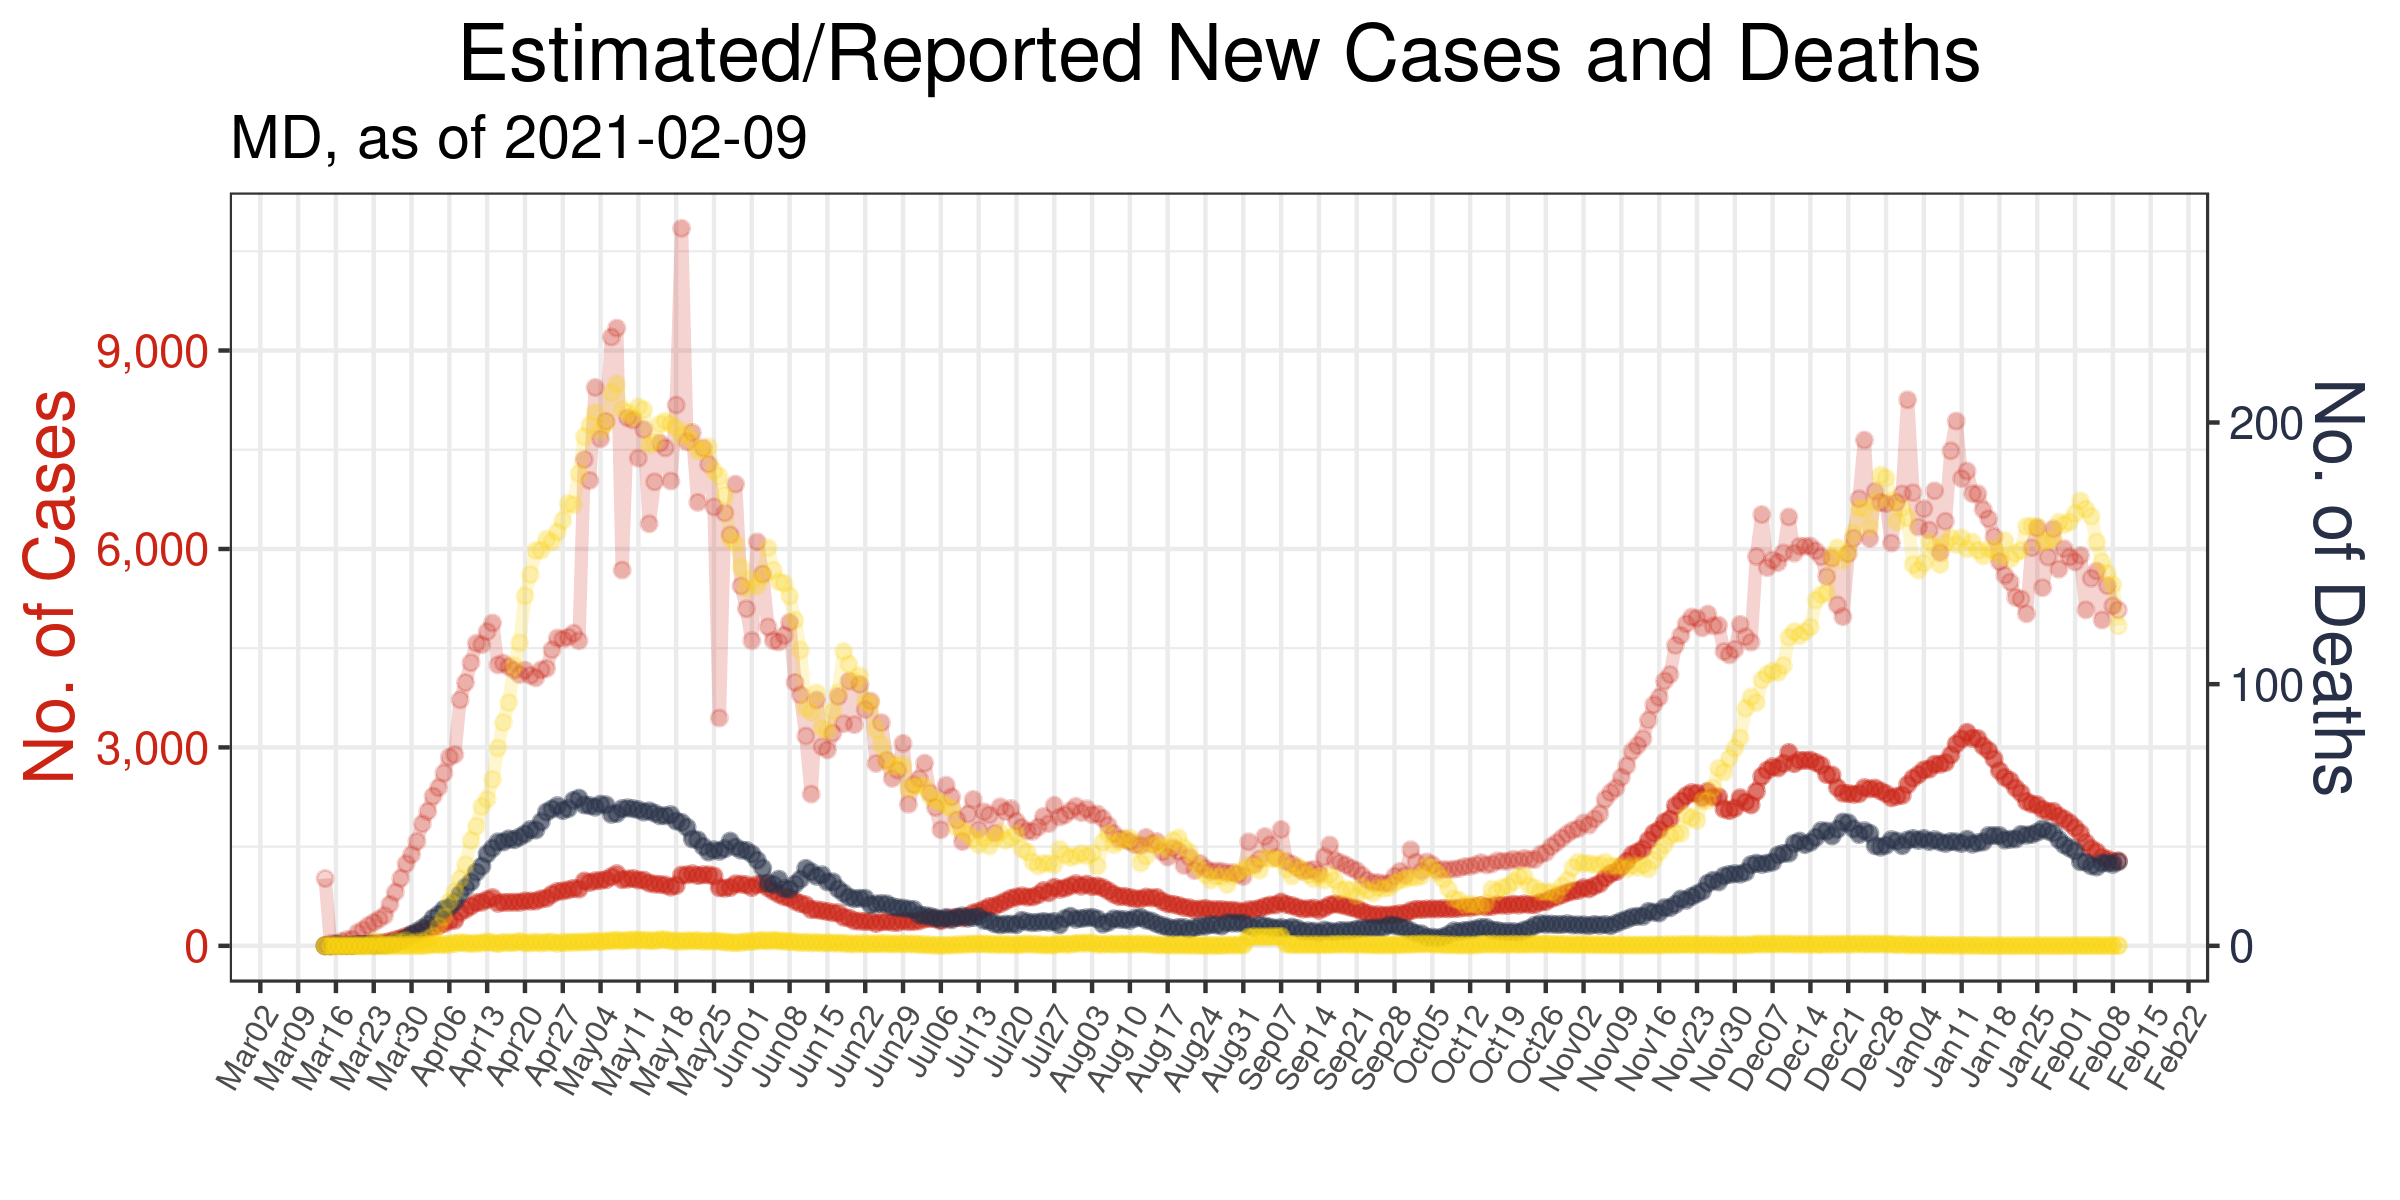 Estimated/Reported New Cases and Deaths
MD, as of 2021-02-09
No. of Cases
9,000
6,000
3,000
0
200
100
0
No. of Deaths
Mar02 Mar09 Mar16 Mar23 Mar30 Apr06 Apr13 Apr20 Apr27 May04 May11 May18 May25 Jun01 Jun08 Jun15 Jun22 Jun29 Jul06 Jul13 Jul20 Jul27 Aug03 Aug10 Aug17 Aug24 Aug31 Sep07 Sep14 Sep21 Sep28 Oct05 Oct12 Oct19 Oct26 Nov02 Nov09 Nov16 Nov23 Nov30 Dec07 Dec14 Dec21 Dec28 Jan04 Jan11 Jan18 Jan25 Feb01 Feb08 Feb15 Feb22